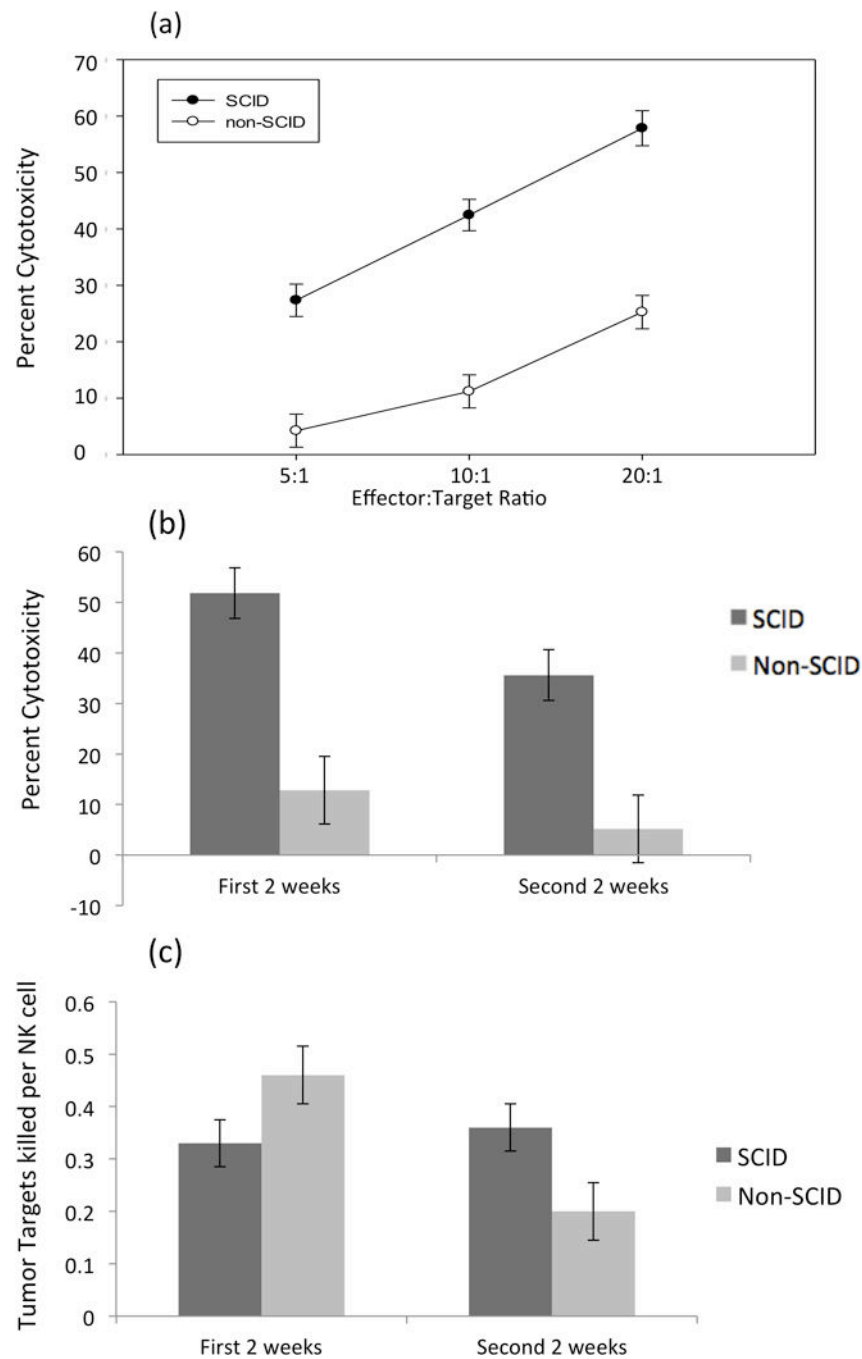 (a)
70
60
50
40
30
20
10
0
Percent Cytotoxicity
SCID
non-SCID
5:1 10:1 20:1
Effector:Target Ratio
(b)
60
50
40
30
20
10
0
-10
Percent Cytotoxicity
SCID
Non-SCID
First 2 weeks Second 2 weeks
(c)
0.6
0.5
0.4
0.3
0.2
0.1
0
Tumor Targets killed per NK cell
SCID
Non-SCID
First 2 weeks Second 2 weeks